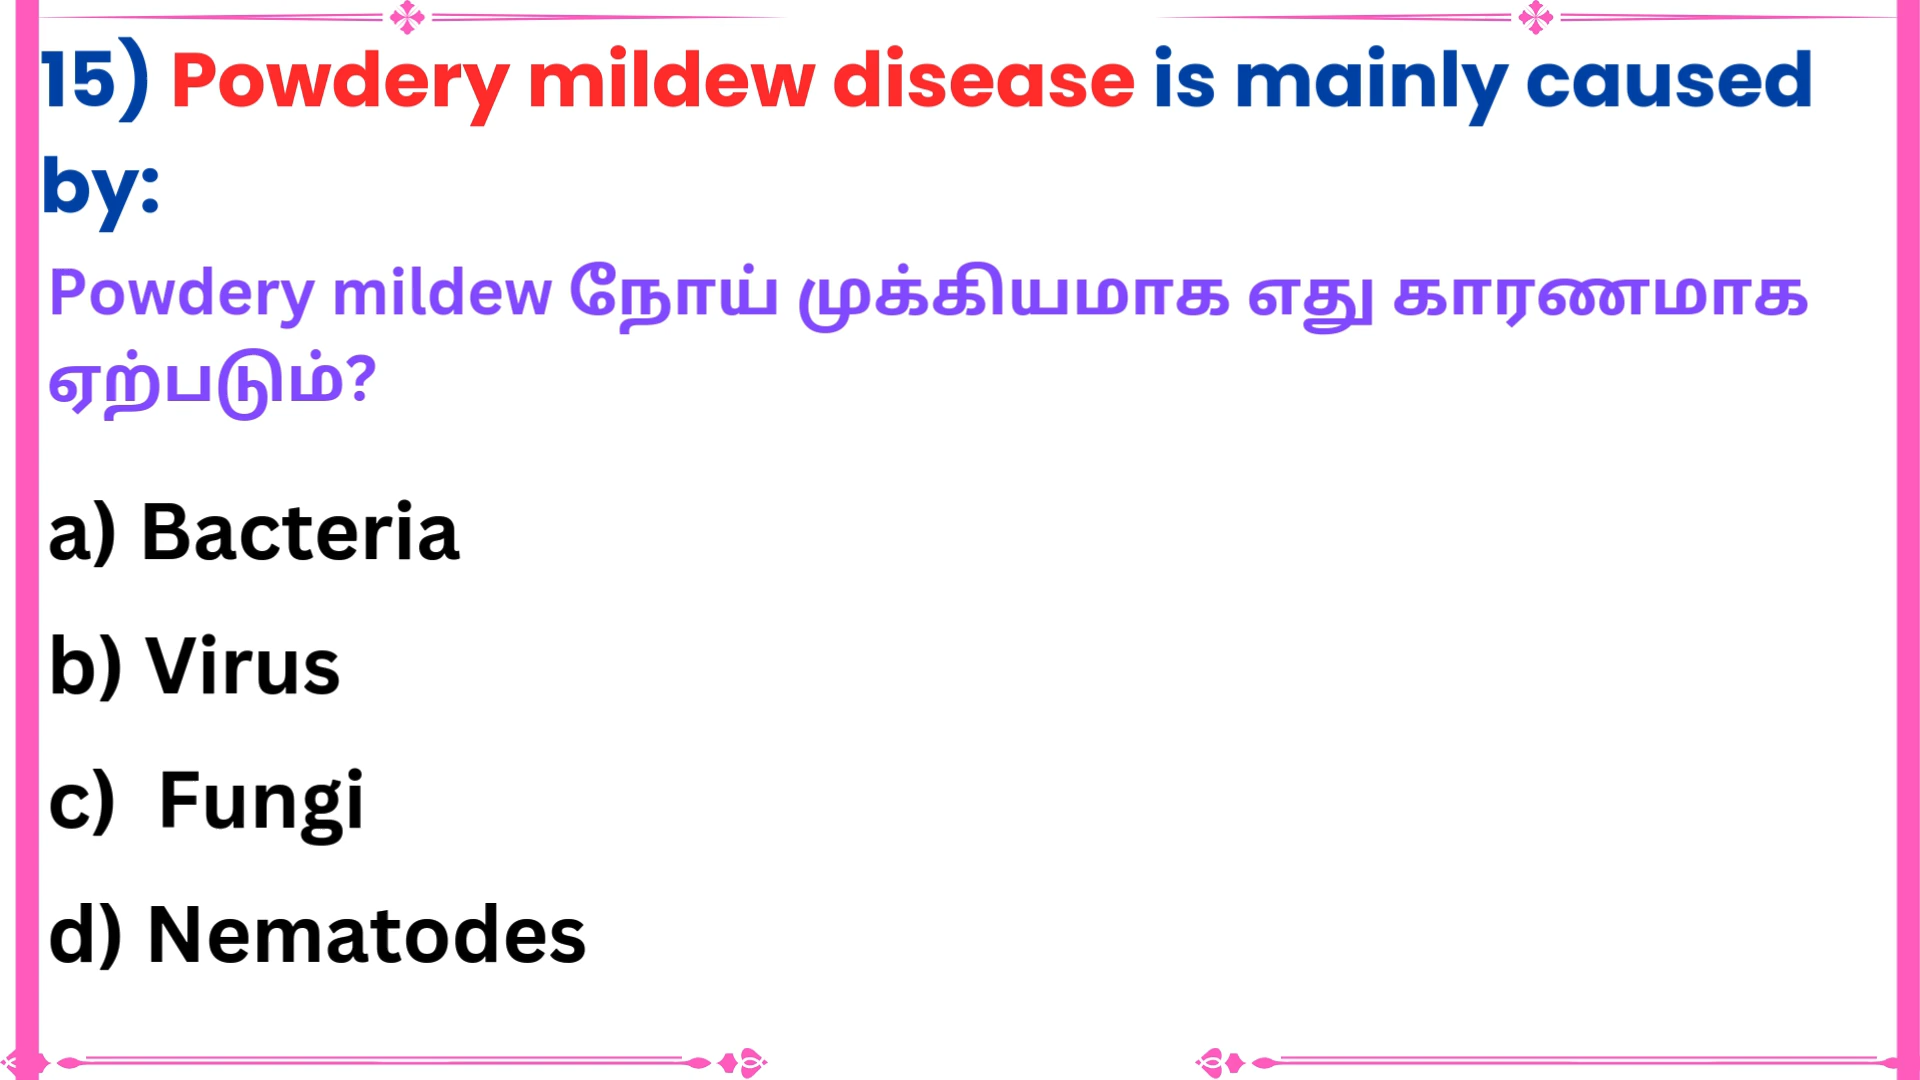 15) Powdery mildew disease is mainly caused
by:
Powdery mildew நோய் முக்கியமாக எது காரணமாக
ஏற்படும்?
a) Bacteria
b) Virus
c) Fungi
d) Nematodes